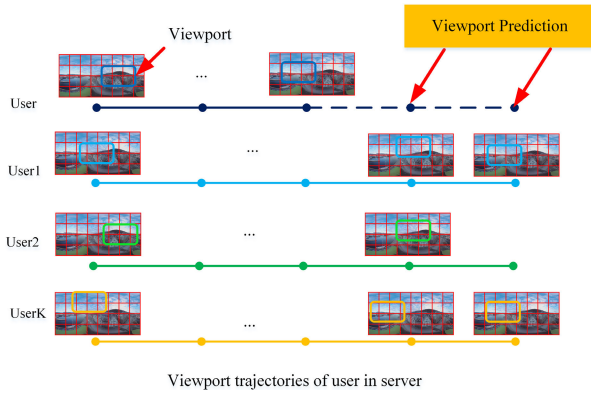 Viewport
Viewport Prediction
...
User
User1
...
User2
...
UserK
...
Viewport trajectories of user in server